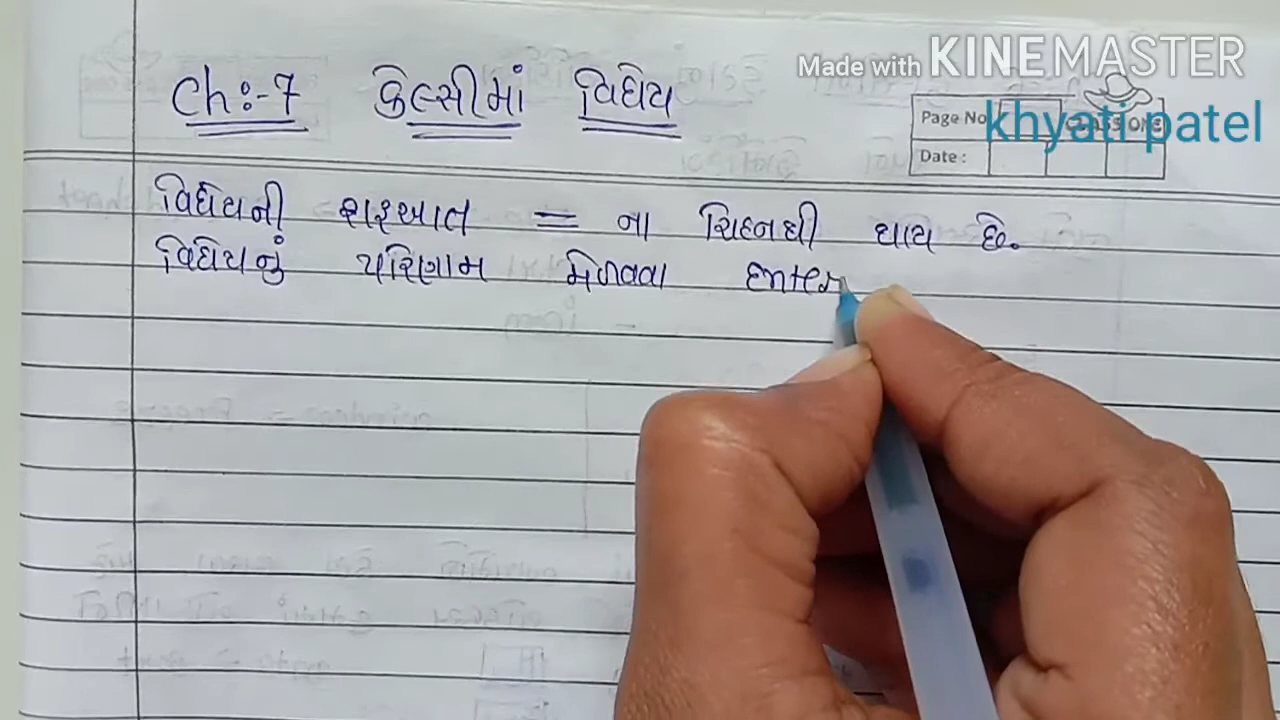 Made with KINEMASTER
khyati patel
Ch:-7 કેલ્સીમાં વિધેય
Page No
Date :
વિધેયની શરૂઆત = ના ચિહ્નથી થાય છે.
વિધેયનું પરિણામ મેળવવા enter